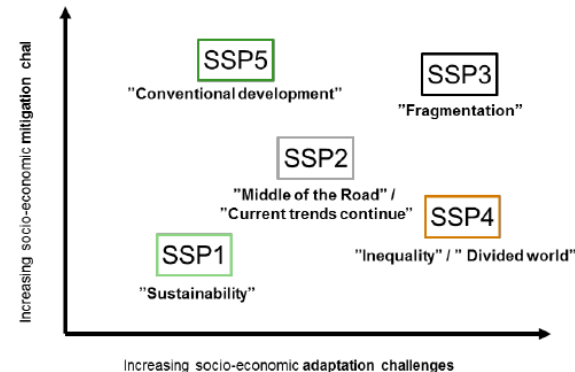 SSP5
"Conventional development"
SSP3
"Fragmentation"
SSP2
"Middle of the Road" /
"Current trends continue"
SSP4
"Inequality" / " Divided world"
SSP1
"Sustainability"
Increasing socio-economic mitigation chal
Increasing socio-economic adaptation challenges